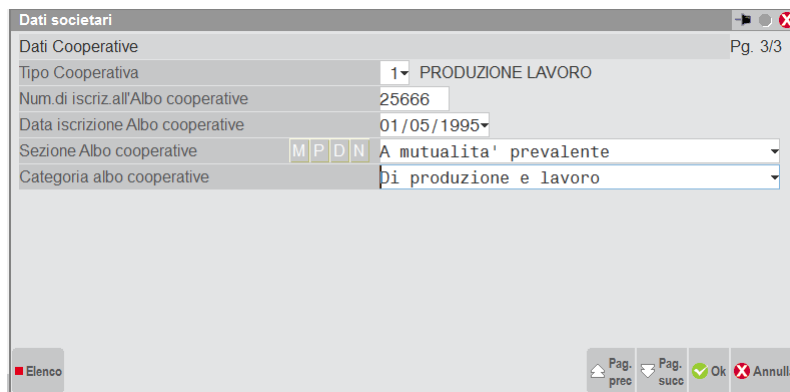 Dati societari
Dati Cooperative Pg. 3/3
Tipo Cooperativa 1 PRODUZIONE LAVORO
Num.di iscriz.all'Albo cooperative 25666
Data iscrizione Albo cooperative 01/05/1995
Sezione Albo cooperative M P D N A mutualita' prevalente
Categoria albo cooperative Di produzione e lavoro
Elenco Pag. prec Pag. succ Ok Annull